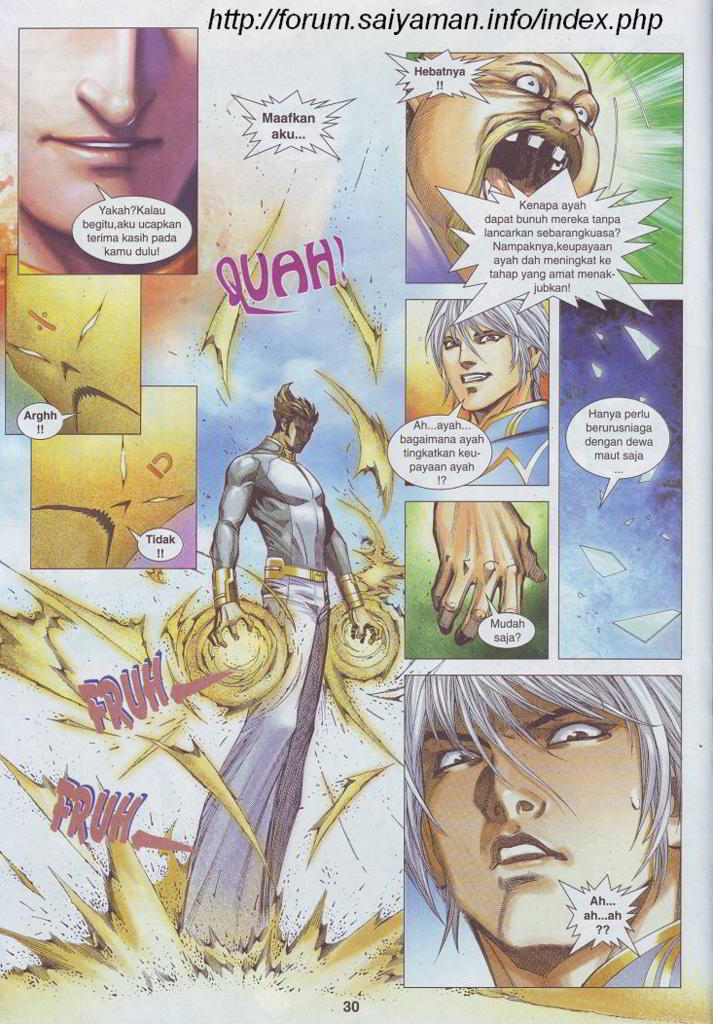 http://forum.saiyaman.info/index.php
Yakah?Kalau
begitu,aku ucapkan
terima kasih pada
kamu dulu!
Maafkan
aku...
QUAH!
Arghh
!!
Tidak
!!
FRUH
FRUH
Hebatnya
!!
Kenapa ayah
dapat bunuh mereka tanpa
lancarkan sebarangkuasa?
Nampaknya,keupayaan
ayah dah meningkat ke
tahap yang amat menak-
jubkan!
Ah...ayah...
bagaimana ayah
tingkatkan keu-
payaan ayah
!?
Hanya perlu
berurusniaga
dengan dewa
maut saja
...
Mudah
saja?
Ah...
ah...ah
??
30